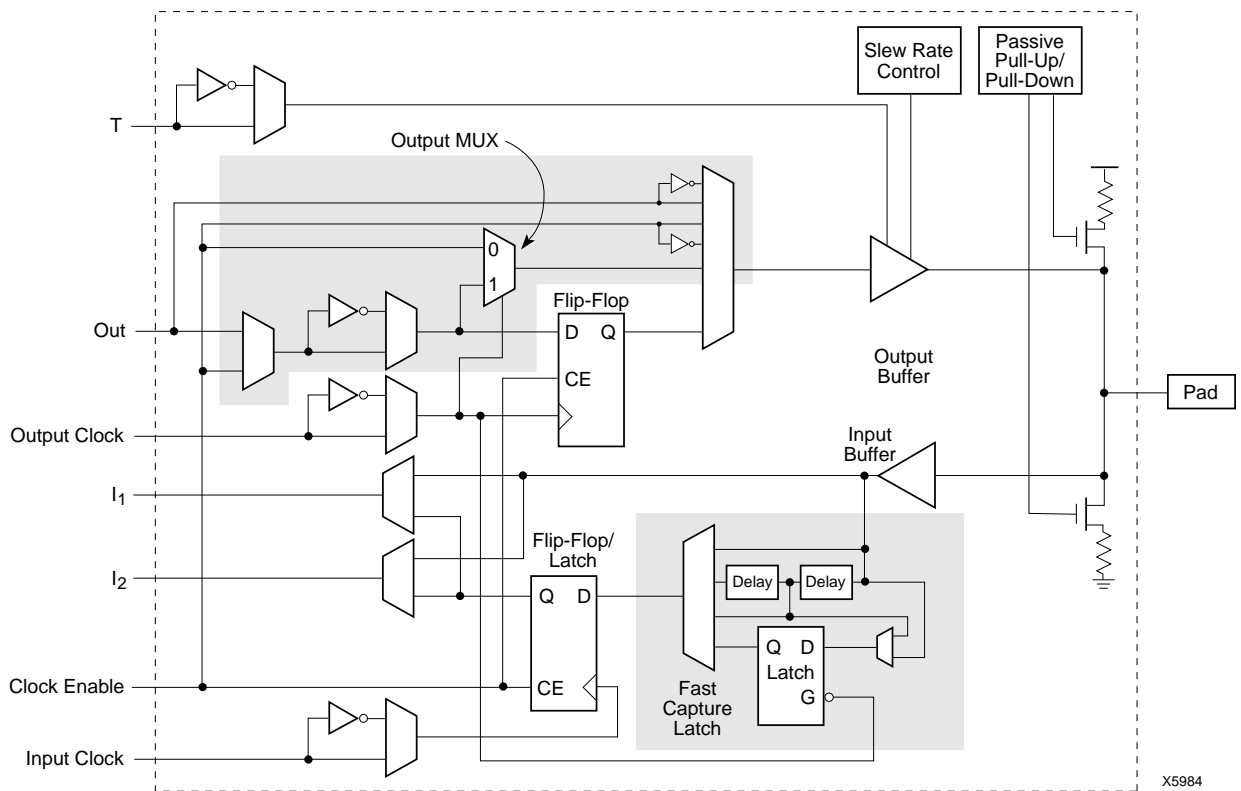 Slew Rate
Control
Passive
Pull-Up/
Pull-Down
T
Output MUX
0
1
Flip-Flop
Out
D Q
CE
Output
Buffer
Pad
Output Clock
Input
Buffer
I1
Flip-Flop/
Latch
I2
Delay Delay
Q D
Q D
Latch
G
Clock Enable
CE
Fast
Capture
Latch
Input Clock
X5984